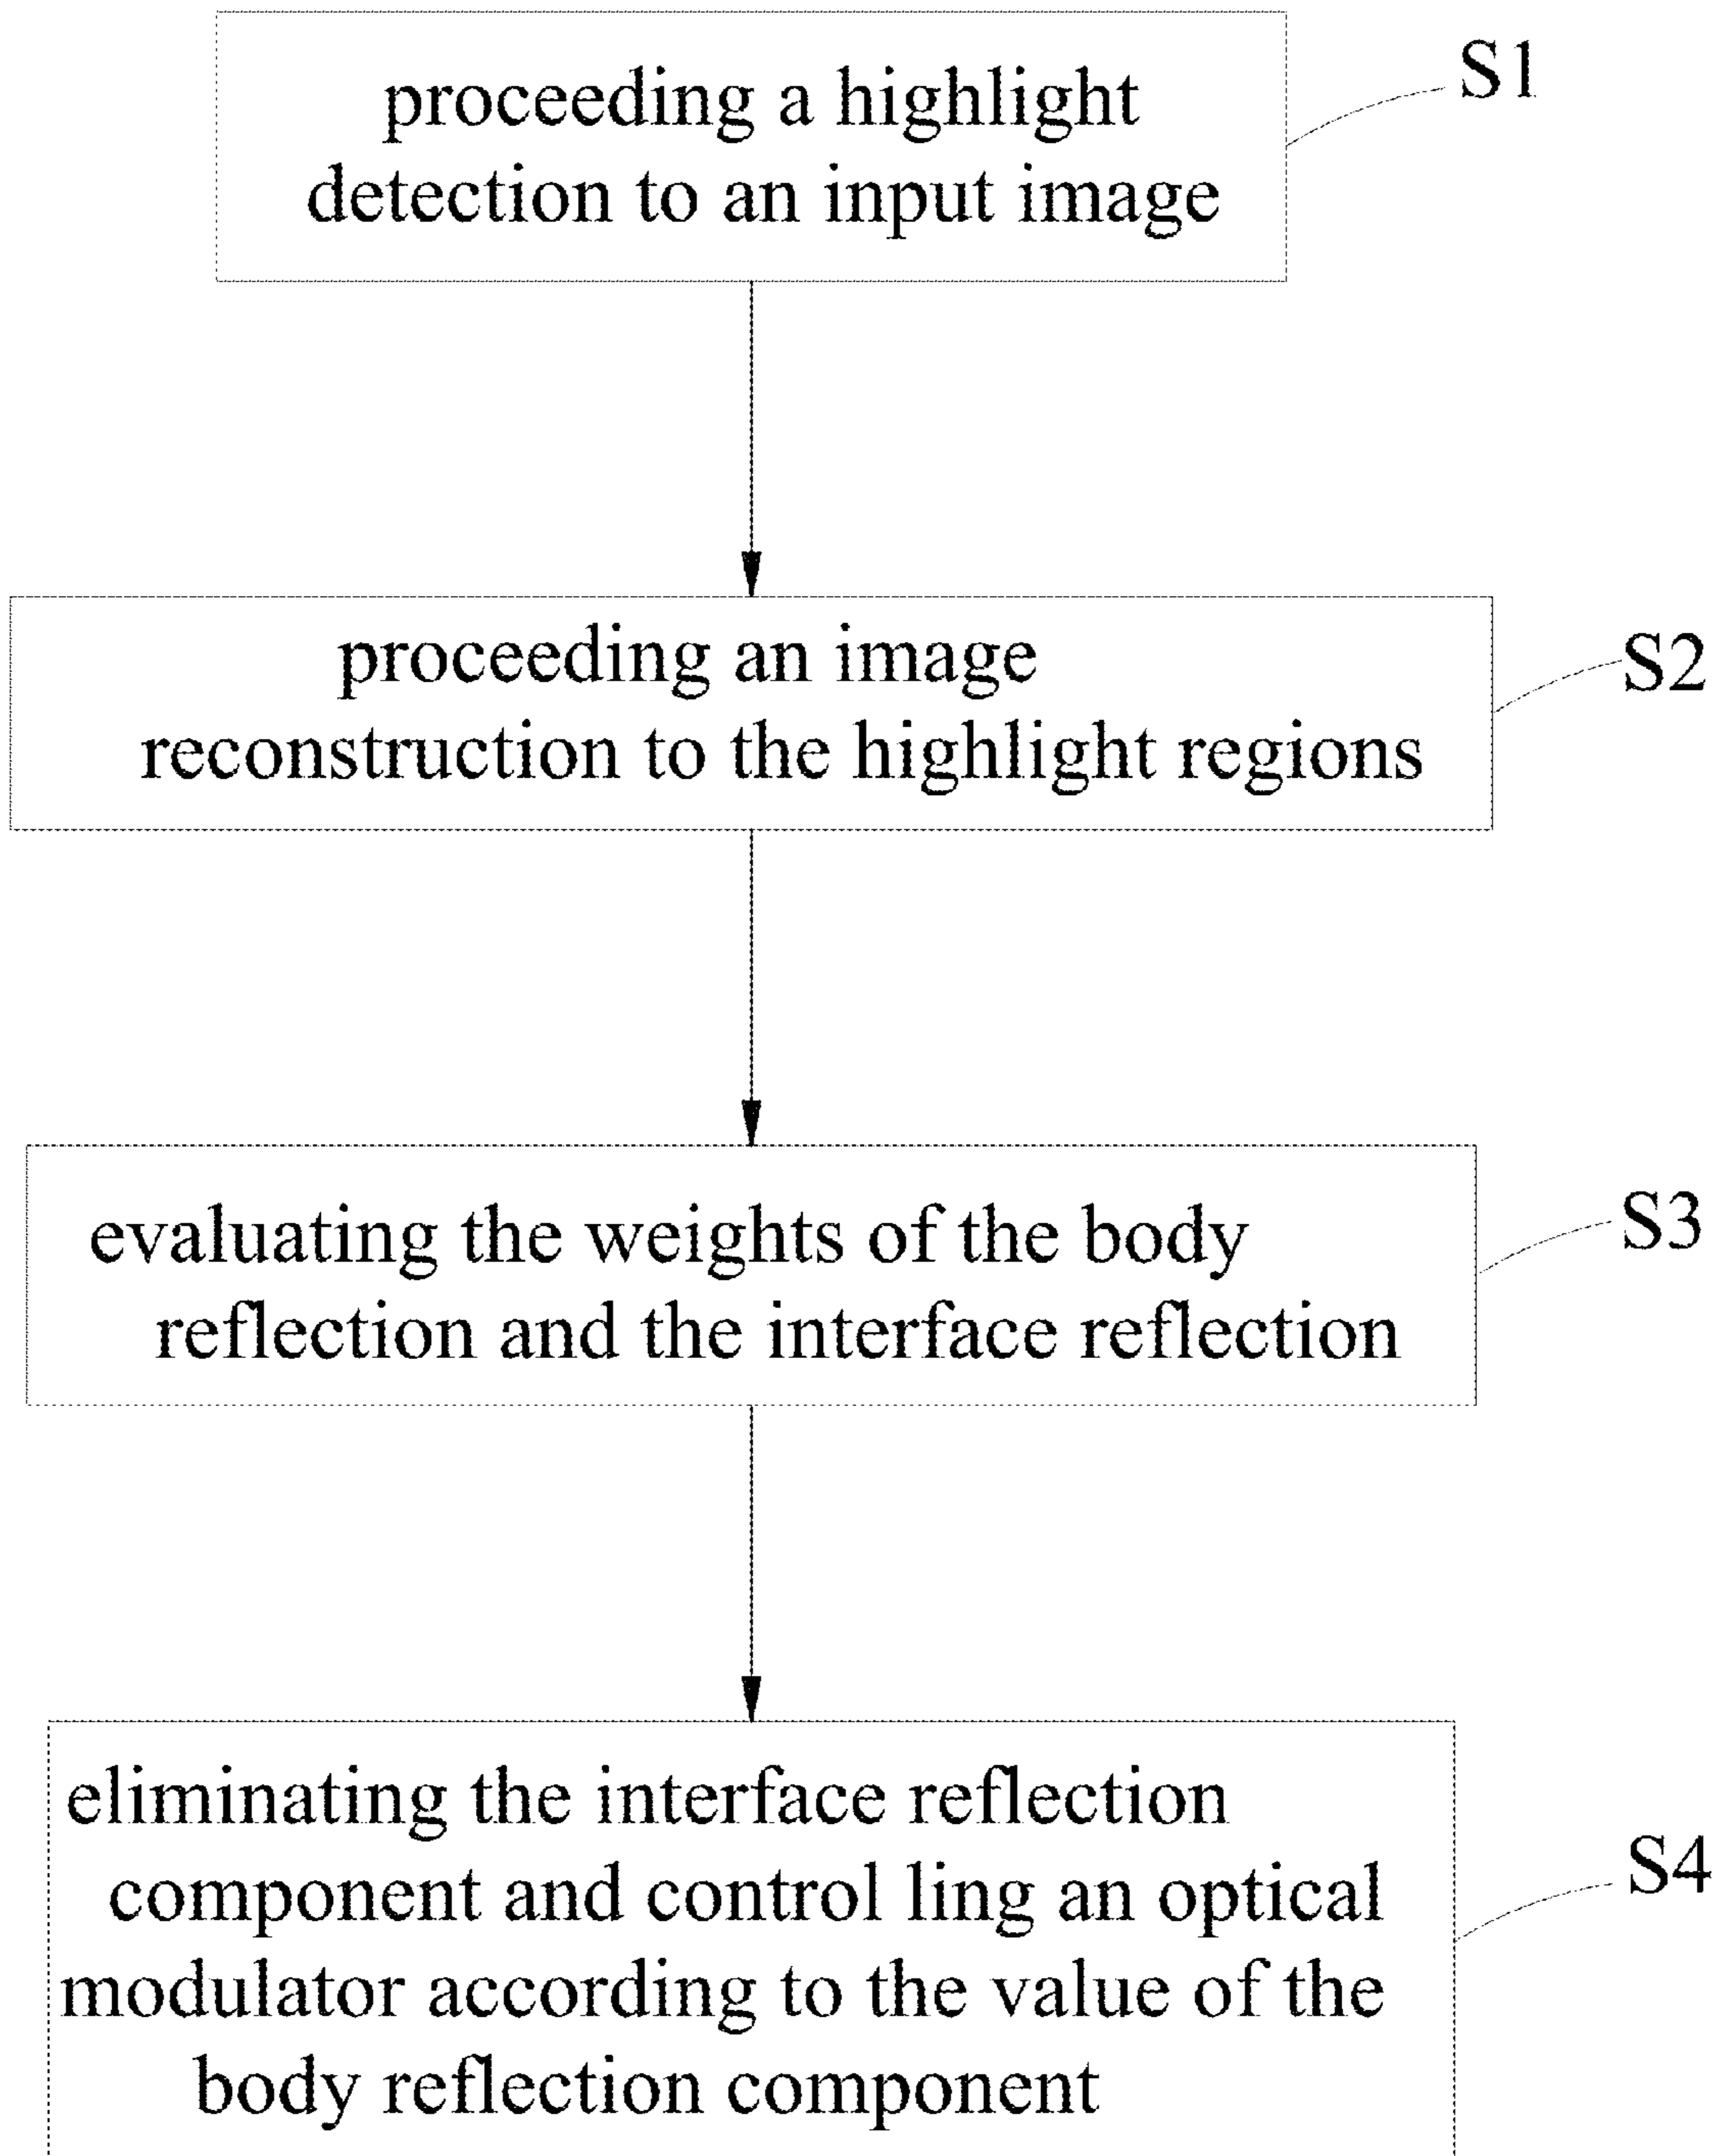 proceeding a highlight
detection to an input image
S1
proceeding an image
reconstruction to the highlight regions
S2
evaluating the weights of the body
reflection and the interface reflection
S3
eliminating the interface reflection
component and control ling an optical
modulator according to the value of the
body reflection component
S4